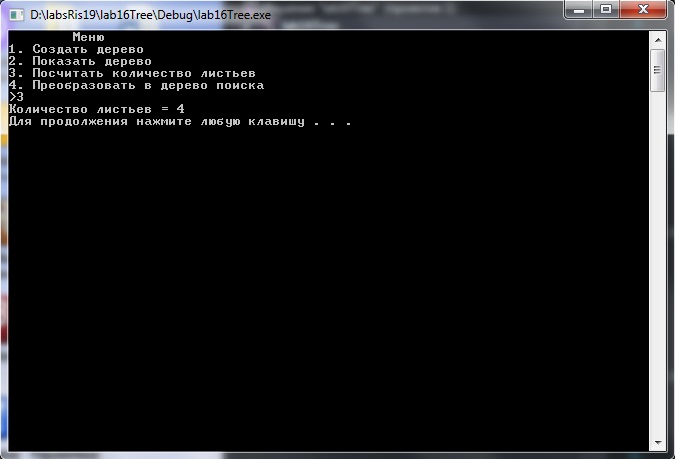 D:\labsRis19\lab16Tree\Debug\lab16Tree.exe
Меню
1. Создать дерево
2. Показать дерево
3. Посчитать количество листьев
4. Преобразовать в дерево поиска
>3
Количество листьев = 4
Для продолжения нажмите любую клавишу . . .